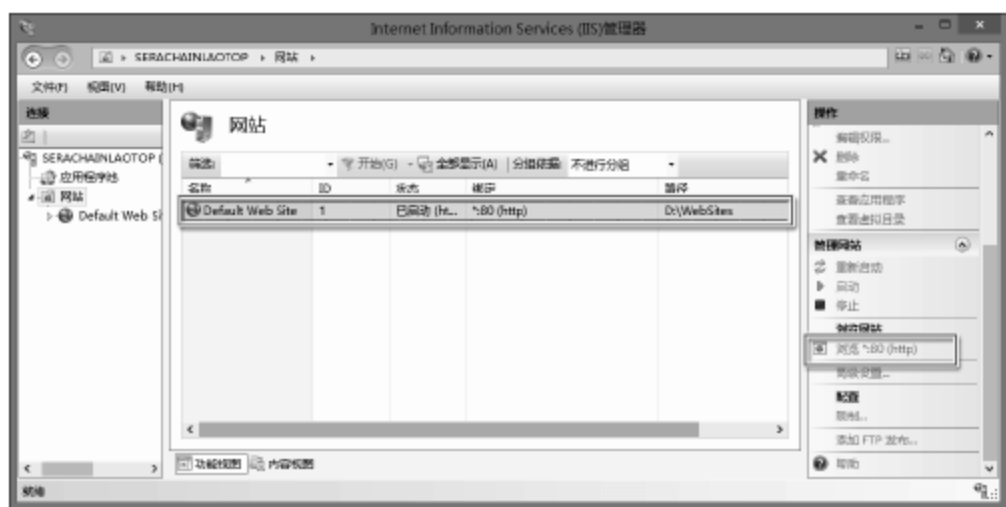 Internet Information Services (IIS)管理器
SERACHAINLAOTOP 网站
文件(F) 视图(V) 帮助(H)
连接
SERACHAINLAOTOP (
应用程序池
网站
Default Web Si
网站
筛选: 开始(G) 全部显示(A) 分组依据: 不进行分组
名称 ID 状态 绑定 路径
Default Web Site 1 已启动 (ht... *:80 (http) D:\WebSites
功能视图 内容视图
操作
编辑权限...
删除
重命名
查看应用程序
查看虚拟目录
管理网站
重新启动
启动
停止
浏览网站
浏览 *:80 (http)
高级设置...
配置
限制...
添加 FTP 发布...
帮助
就绪